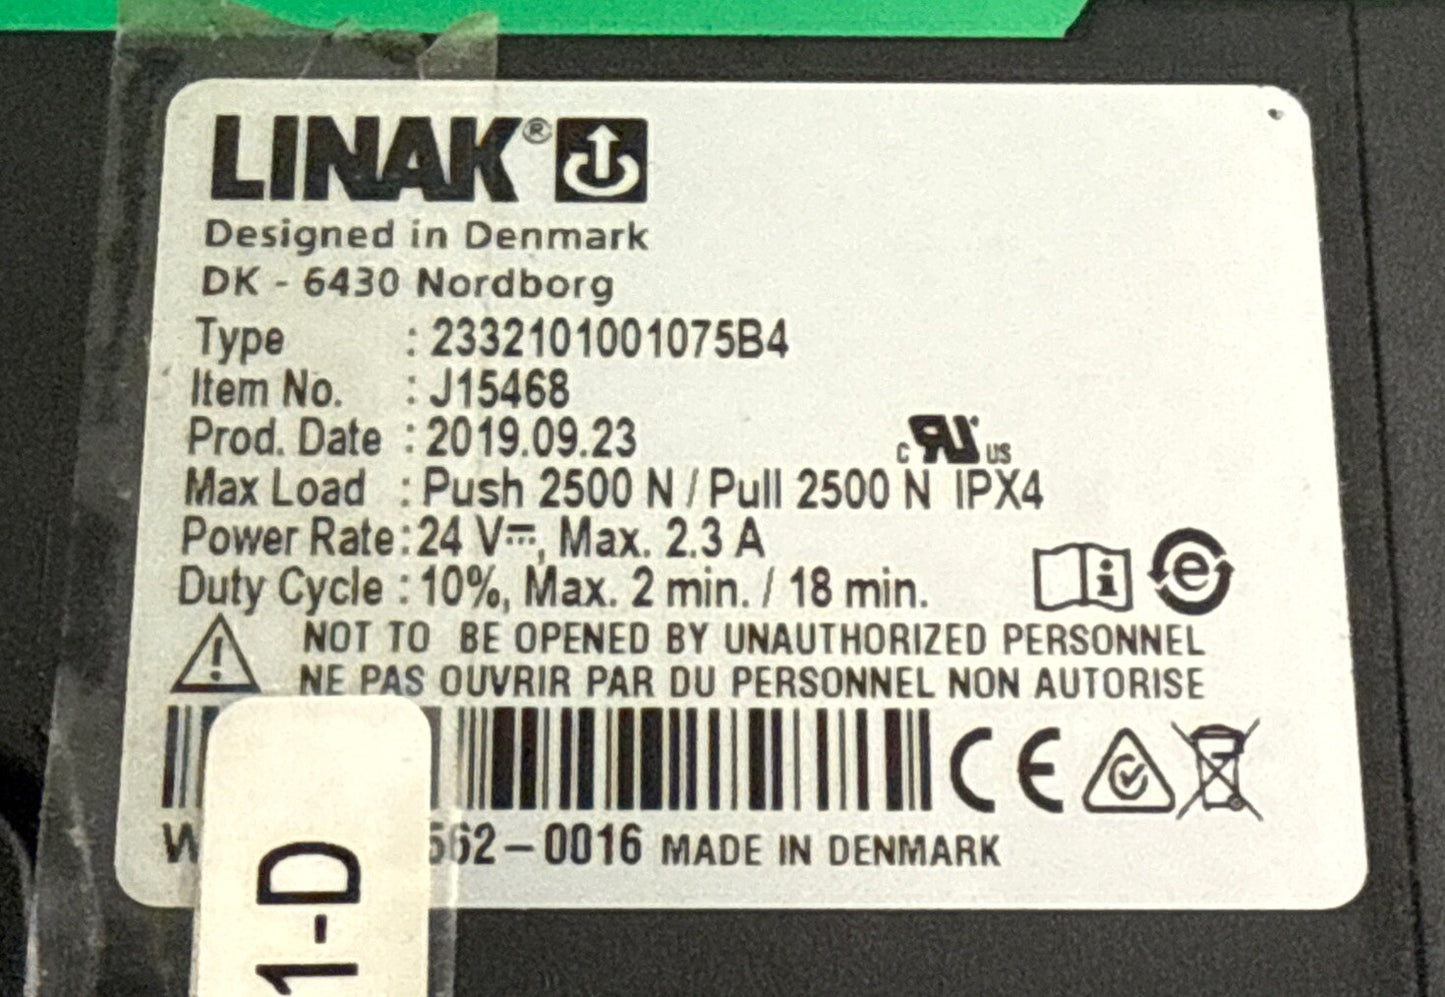 LINAK®
Designed in Denmark
DK - 6430 Nordborg
Type : 2332101001075B4
Item No. : J15468
Prod. Date : 2019.09.23
c RU us
Max Load : Push 2500 N / Pull 2500 N IPX4
Power Rate: 24 V⎓, Max. 2.3 A
Duty Cycle : 10%, Max. 2 min. / 18 min.
i e
NOT TO BE OPENED BY UNAUTHORIZED PERSONNEL
NE PAS OUVRIR PAR DU PERSONNEL NON AUTORISE
CE
W 562-0016 MADE IN DENMARK
1-D